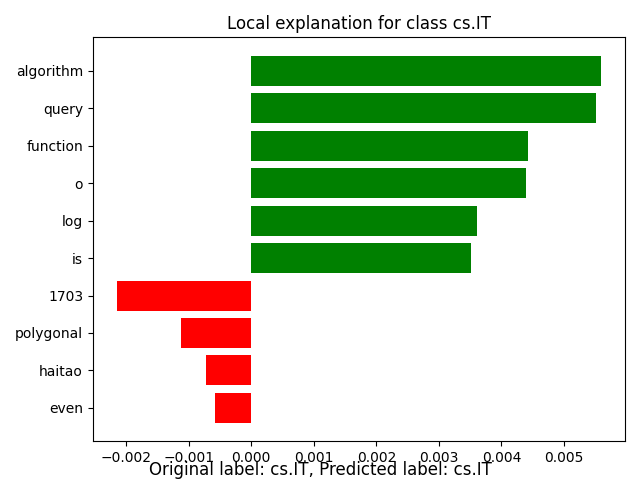 Local explanation for class cs.IT
algorithm
query
function
o
log
is
1703
polygonal
haitao
even
−0.002 −0.001 0.000 0.001 0.002 0.003 0.004 0.005
Original label: cs.IT, Predicted label: cs.IT